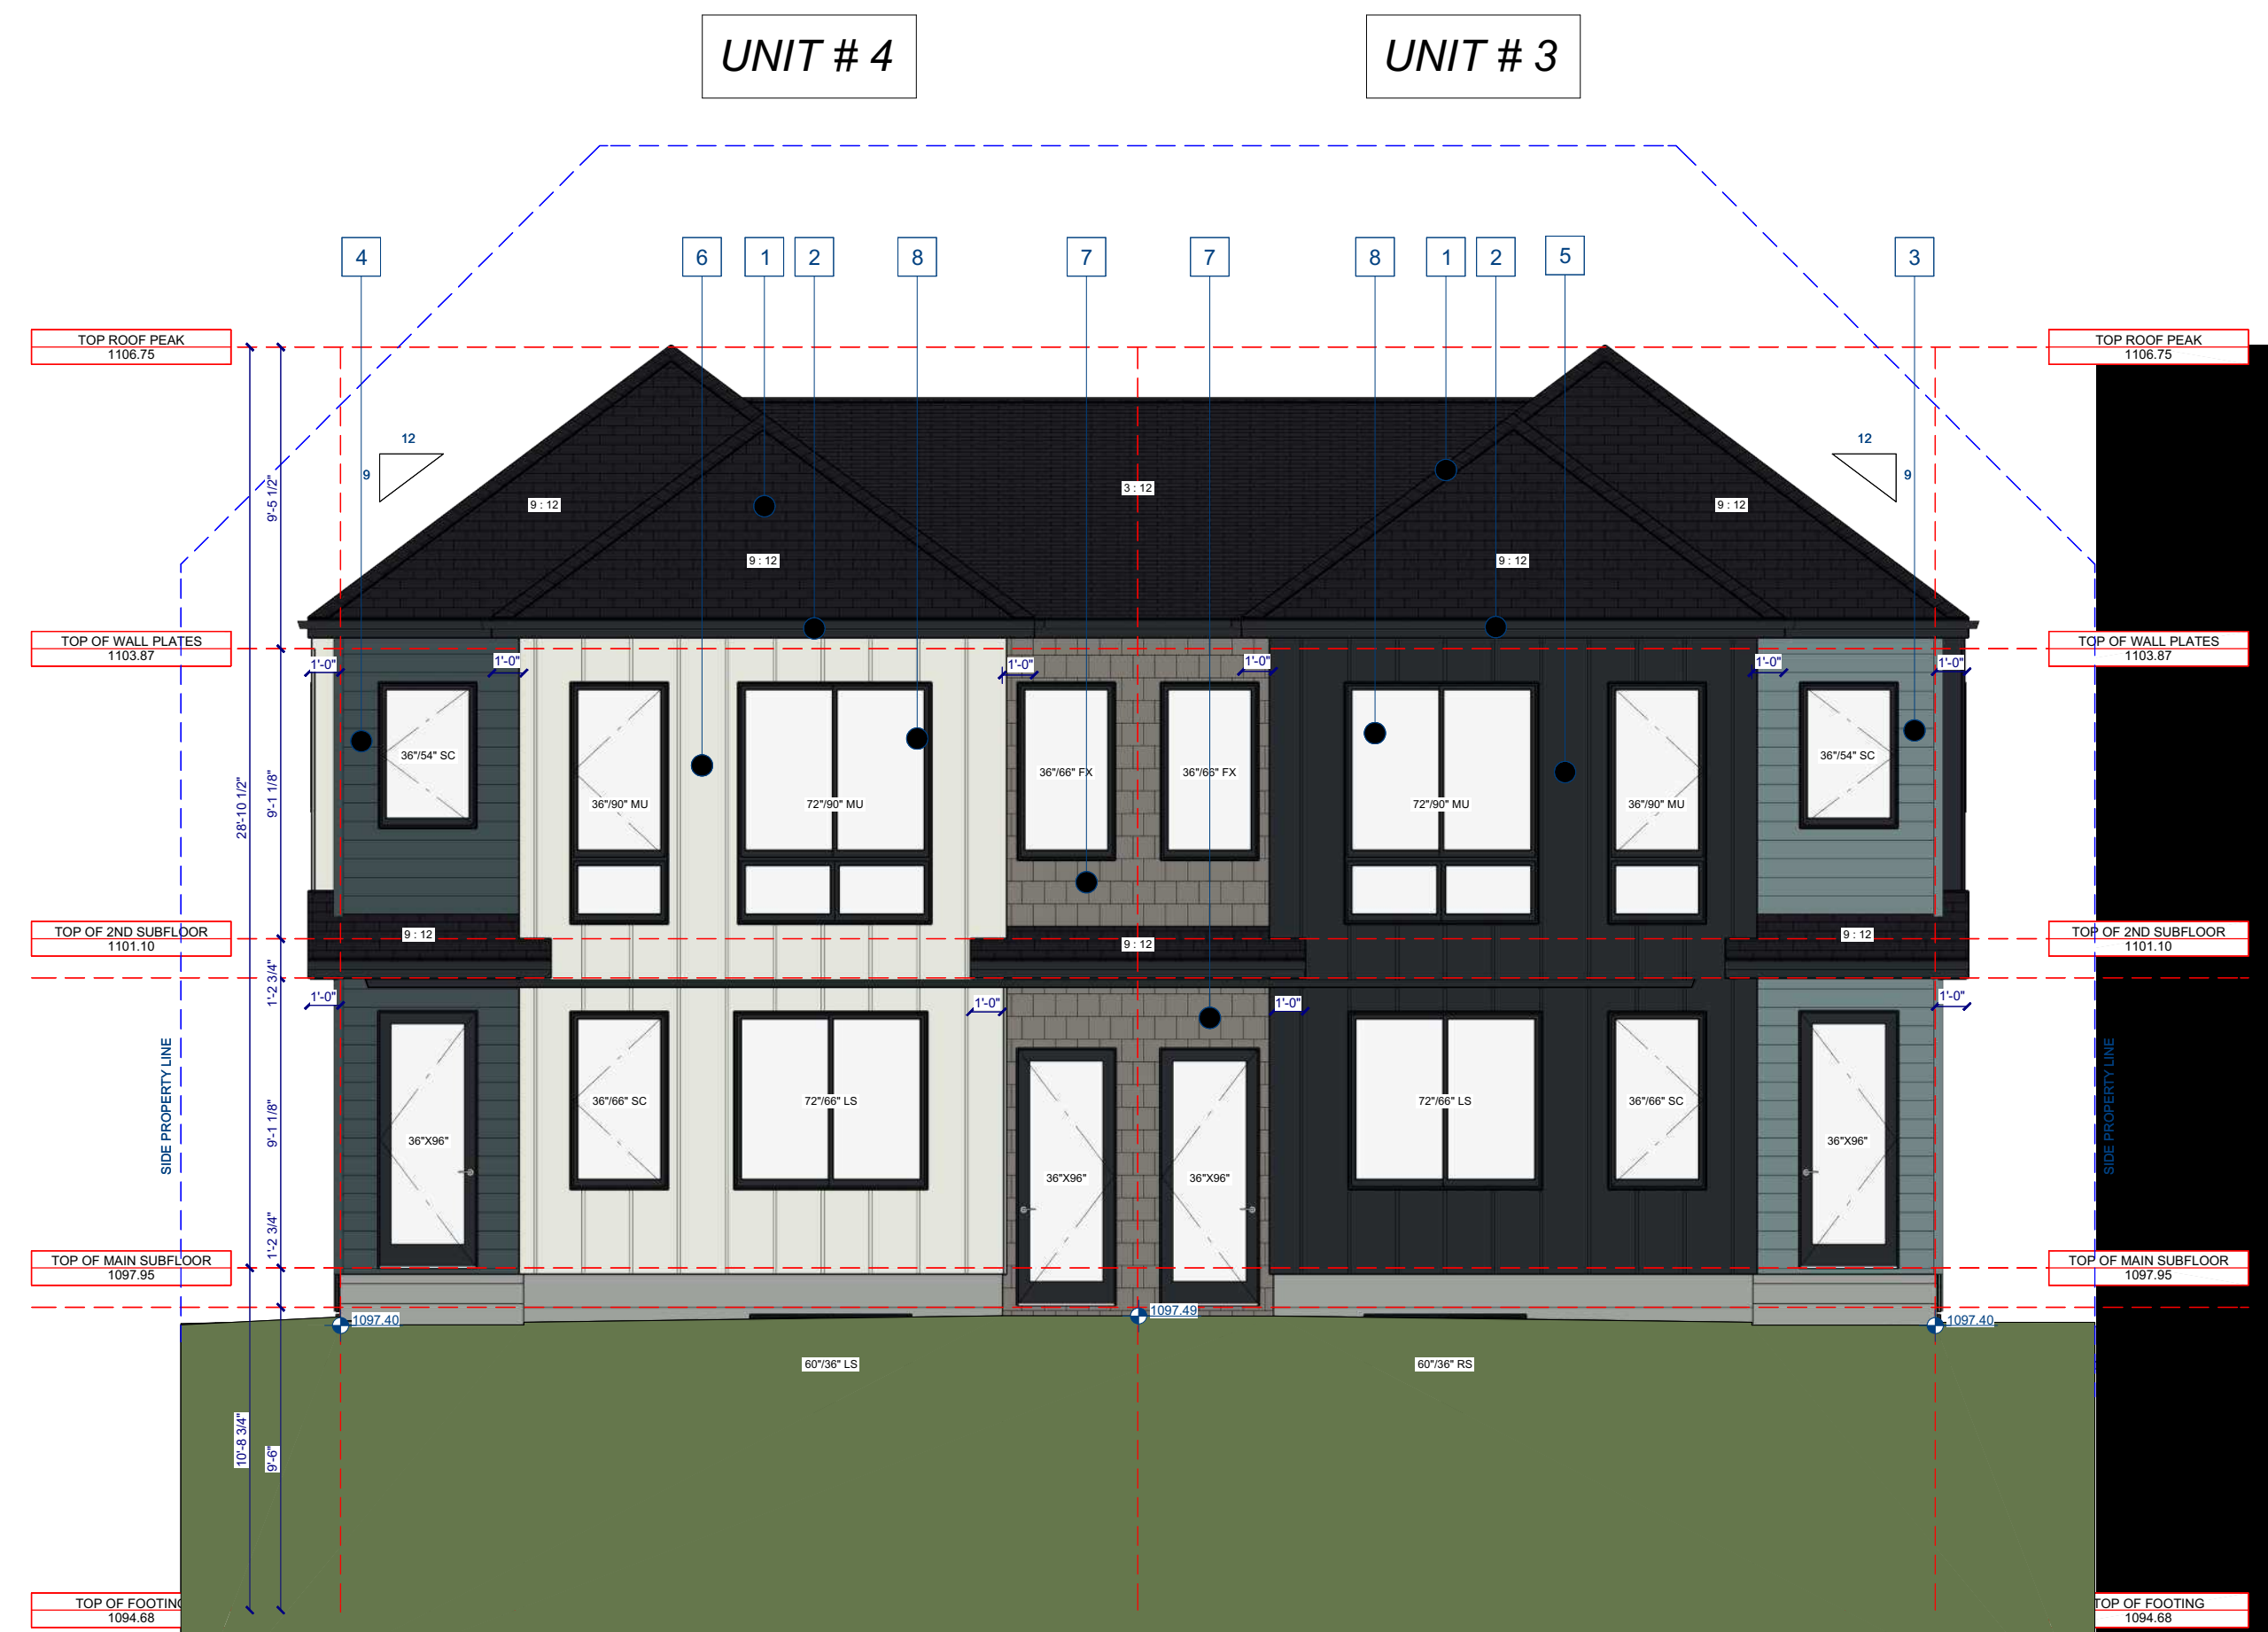 UNIT # 4
UNIT # 3
4
6
1
2
8
7
7
8
1
2
5
3
TOP ROOF PEAK
1106.75
TOP ROOF PEAK
1106.75
12
9
12
9
9'-5 1/2"
3 : 12
9 : 12
9 : 12
9 : 12
9 : 12
TOP OF WALL PLATES
1103.87
TOP OF WALL PLATES
1103.87
1'-0"
1'-0"
1'-0"
1'-0"
1'-0"
1'-0"
28'-10 1/2"
9'-1 1/8"
36"/54" SC
36"/90" MU
72"/90" MU
36"/66" FX
36"/66" FX
72"/90" MU
36"/90" MU
36"/54" SC
TOP OF 2ND SUBFLOOR
1101.10
9 : 12
9 : 12
9 : 12
TOP OF 2ND SUBFLOOR
1101.10
1'-2 3/4"
1'-0"
1'-0"
1'-0"
1'-0"
SIDE PROPERTY LINE
9'-1 1/8"
36"X96"
36"/66" SC
72"/66" LS
36"X96"
36"X96"
72"/66" LS
36"/66" SC
36"X96"
SIDE PROPERTY LINE
1'-2 3/4"
TOP OF MAIN SUBFLOOR
1097.95
TOP OF MAIN SUBFLOOR
1097.95
1097.40
1097.49
1097.40
60"/36" LS
60"/36" RS
10'-8 3/4"
9'-6"
TOP OF FOOTING
1094.68
TOP OF FOOTING
1094.68